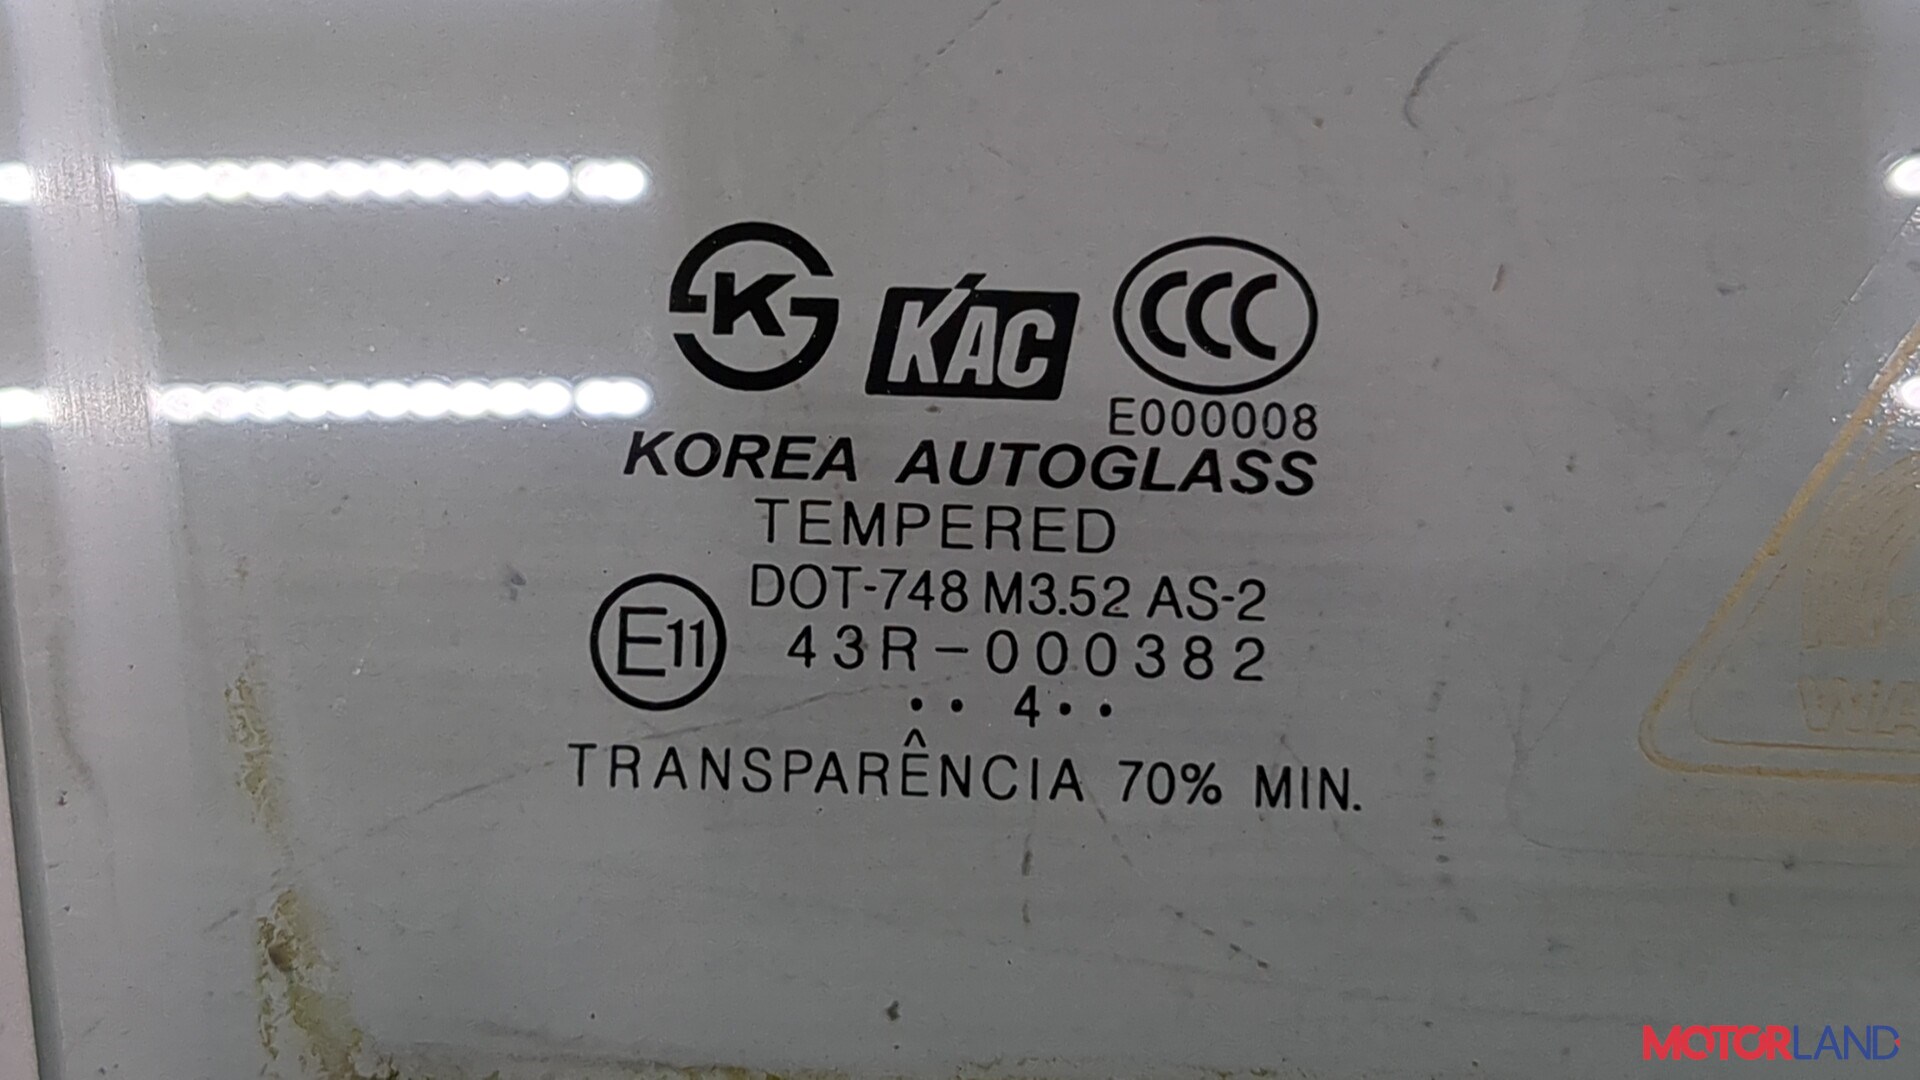 K KAC CCC
E000008
KOREA AUTOGLASS
TEMPERED
DOT-748 M3.52 AS-2
E11 43R-000382
•• 4••
TRANSPARÊNCIA 70% MIN.
MOTORLAND